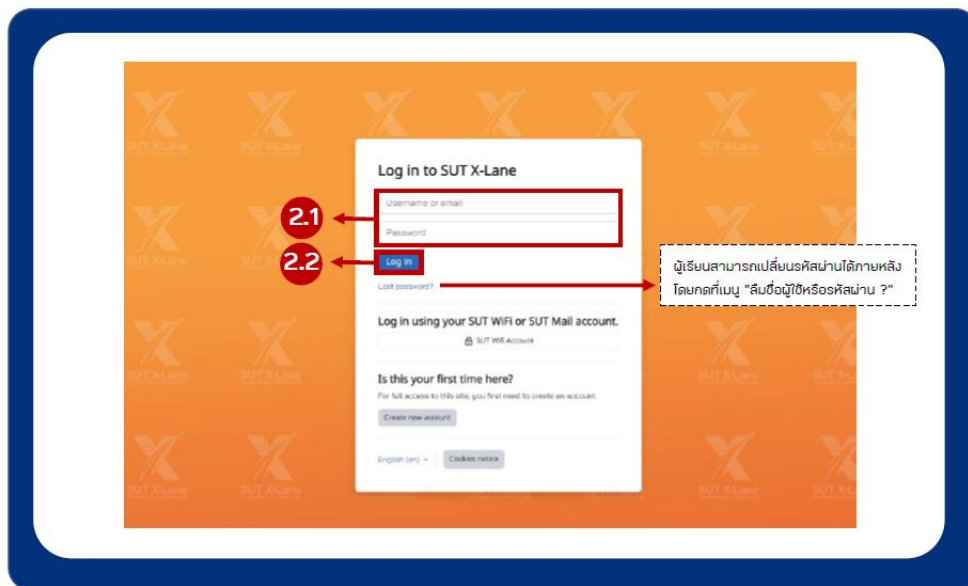 Log in to SUT X-Lane
2.1
Username or email
Password
2.2
Log in
Lost password?
ผู้เรียนสามารถเปลี่ยนรหัสผ่านได้ภายหลัง
โดยกดที่เมนู "ลืมชื่อผู้ใช้หรือรหัสผ่าน ?"
Log in using your SUT WiFi or SUT Mail account.
SUT Wifi Account
Is this your first time here?
For full access to this site, you first need to create an account.
Create new account
English (en)
Cookies notice
SUT X-Lane